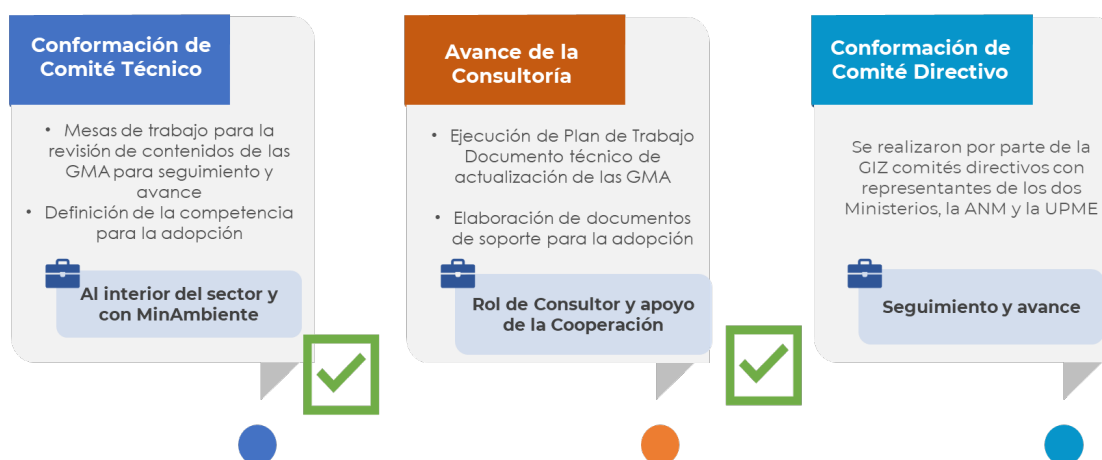 Conformación de
Comité Técnico
• Mesas de trabajo para la
revisión de contenidos de las
GMA para seguimiento y
avance
• Definición de la competencia
para la adopción
Al interior del sector y
con MinAmbiente
Avance de la
Consultoría
• Ejecución de Plan de Trabajo
Documento técnico de
actualización de las GMA
• Elaboración de documentos
de soporte para la adopción
Rol de Consultor y apoyo
de la Cooperación
Conformación de
Comité Directivo
Se realizaron por parte de la
GIZ comités directivos con
representantes de los dos
Ministerios, la ANM y la UPME
Seguimiento y avance